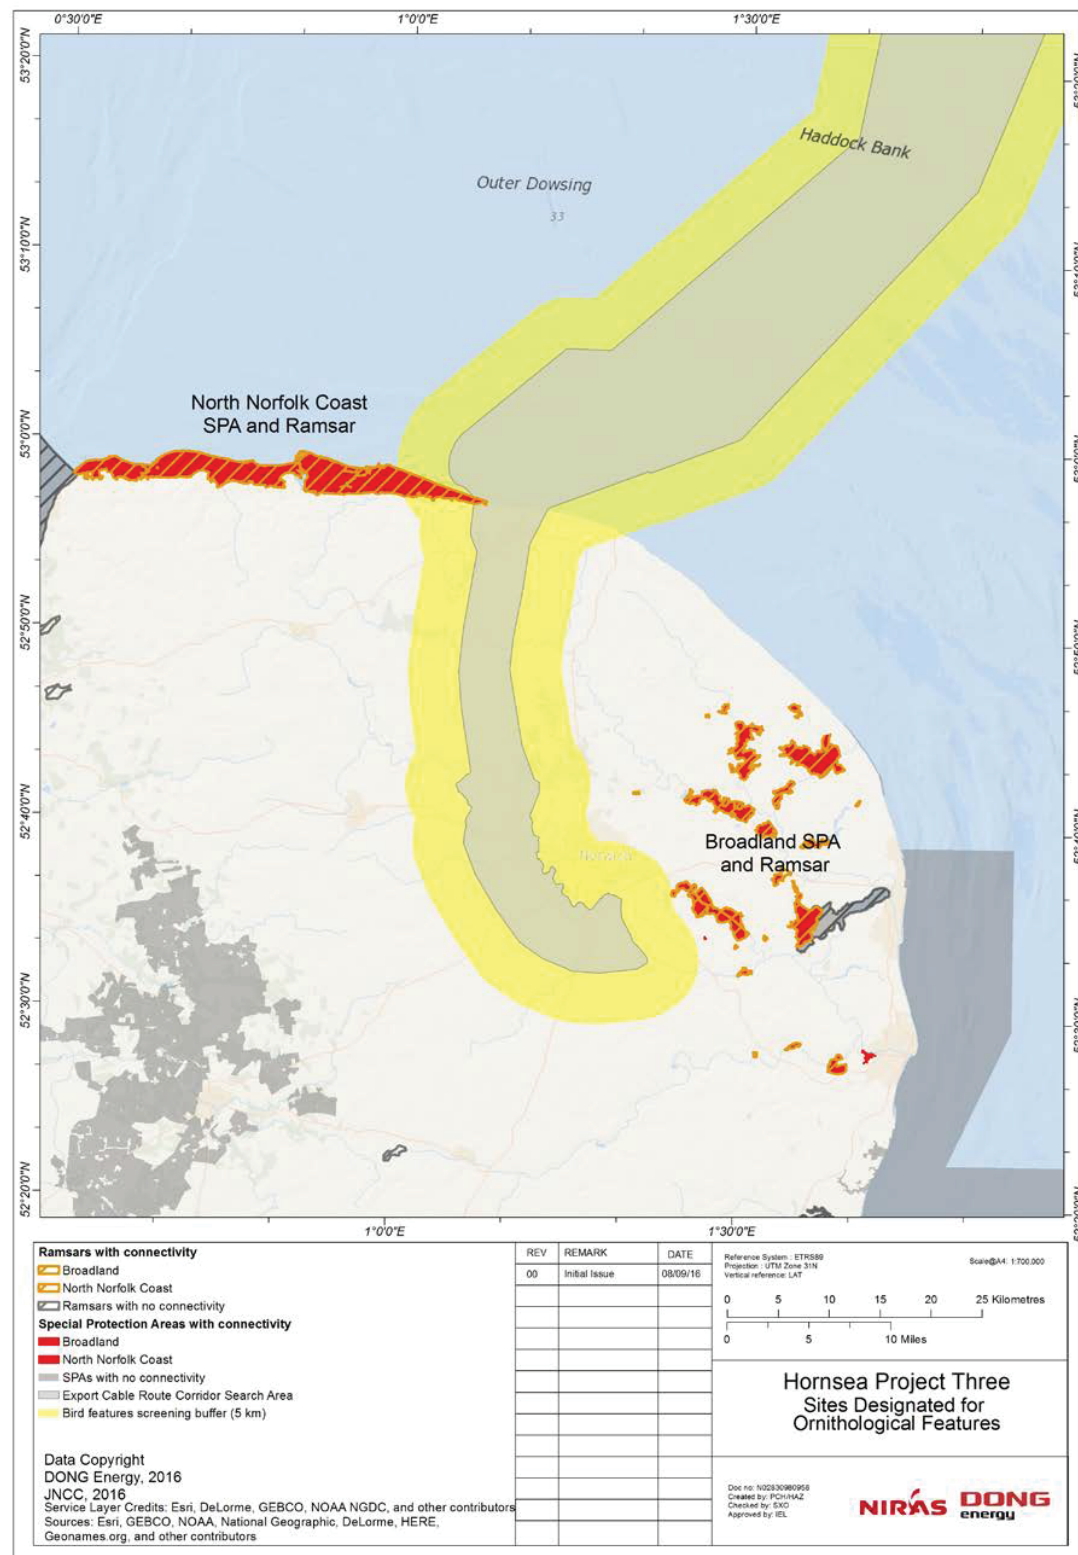 0°30'0"E
1°0'0"E
1°30'0"E
53°20'0"N
53°10'0"N
53°0'0"N
52°50'0"N
52°40'0"N
52°30'0"N
52°20'0"N
Haddock Bank
Outer Dowsing
33
North Norfolk Coast
SPA and Ramsar
Broadland SPA
and Ramsar
1°0'0"E
1°30'0"E
Ramsars with connectivity
Broadland
North Norfolk Coast
Ramsars with no connectivity
Special Protection Areas with connectivity
Broadland
North Norfolk Coast
SPAs with no connectivity
Export Cable Route Corridor Search Area
Bird features screening buffer (5 km)
Data Copyright
DONG Energy, 2016
JNCC, 2016
Service Layer Credits: Esri, DeLorme, GEBCO, NOAA NGDC, and other contributors
Sources: Esri, GEBCO, NOAA, National Geographic, DeLorme, HERE,
Geonames.org, and other contributors
REV REMARK DATE
00 Initial Issue 08/09/16
Reference System : ETRS89
Projection : UTM Zone 31N
Vertical reference: LAT
Scale@A4: 1:700,000
0 5 10 15 20 25 Kilometres
0 5 10 Miles
Hornsea Project Three
Sites Designated for
Ornithological Features
Doc no: N02830980958
Created by: PCH/HAZ
Checked by: SXO
Approved by: IEL
NIRAS DONG
energy